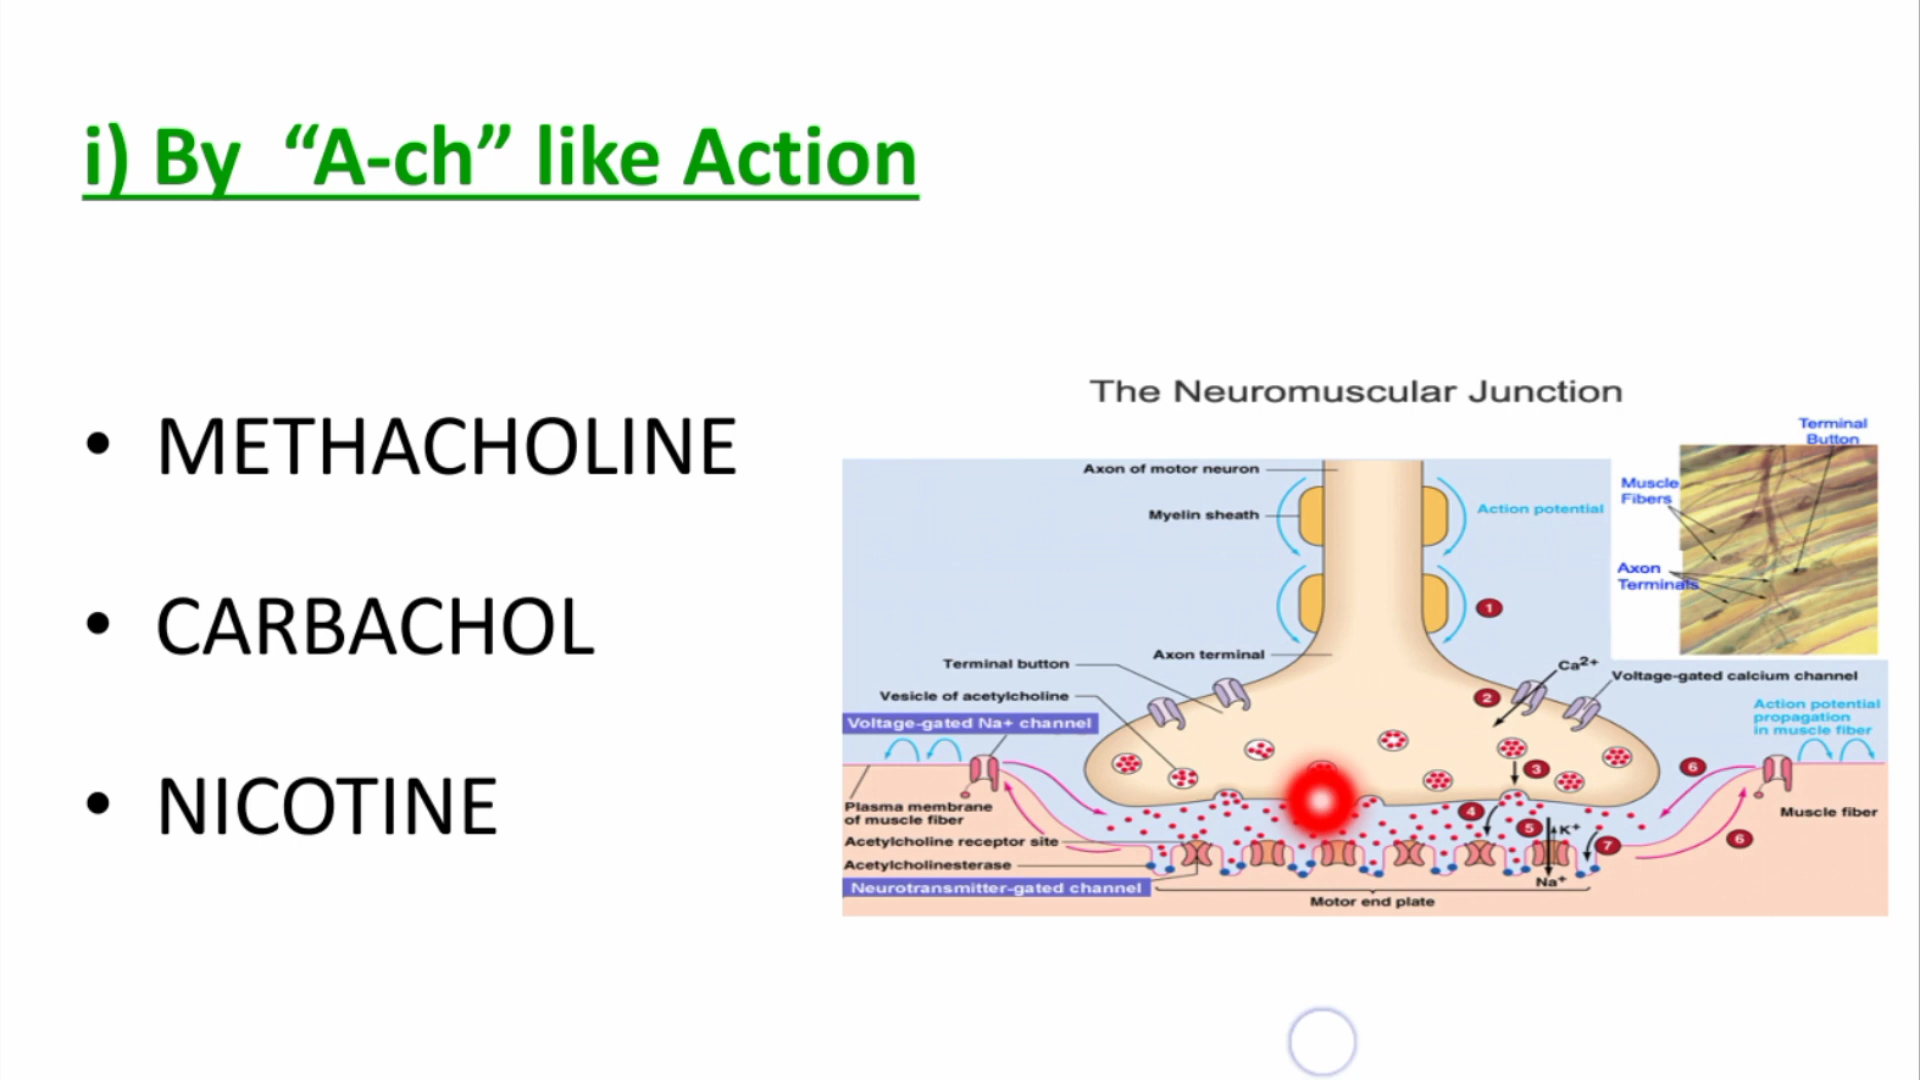 i) By “A-ch” like Action
• METHACHOLINE
• CARBACHOL
• NICOTINE
The Neuromuscular Junction
Terminal
Button
Muscle
Fibers
Axon
Terminals
Axon of motor neuron
Myelin sheath
Action potential
1
Axon terminal
Terminal button
Vesicle of acetylcholine
Voltage-gated Na+ channel
2
Ca2+
Voltage-gated calcium channel
Action potential
propagation
in muscle fiber
3
6
Plasma membrane
of muscle fiber
4
5
K+
Muscle fiber
6
7
Acetylcholine receptor site
Acetylcholinesterase
Neurotransmitter-gated channel
Na+
Motor end plate